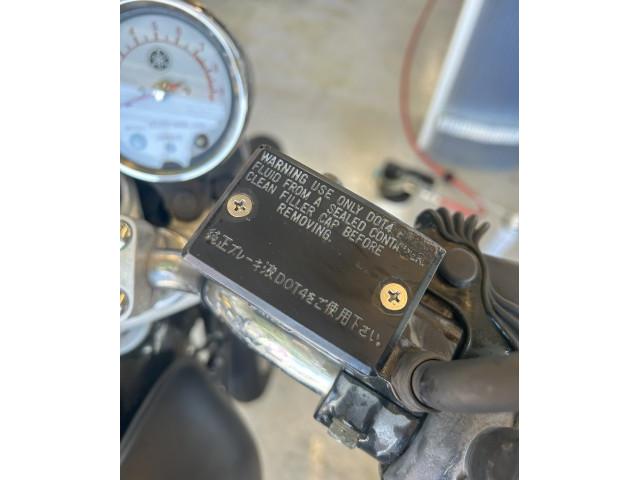 WARNING USE ONLY DOT4
FLUID FROM A SEALED CONTAINER.
CLEAN FILLER CAP BEFORE
REMOVING.
純正ブレーキ液DOT4をご使用下さい。